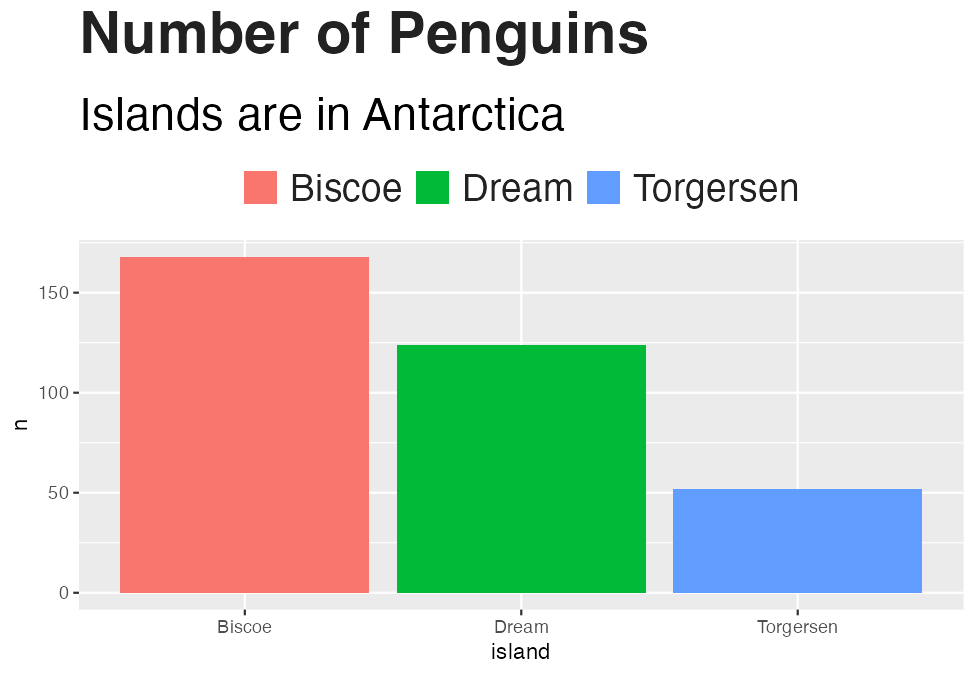 Number of Penguins
Islands are in Antarctica
Biscoe Dream Torgersen
150
100
50
0
n
Biscoe Dream Torgersen
island